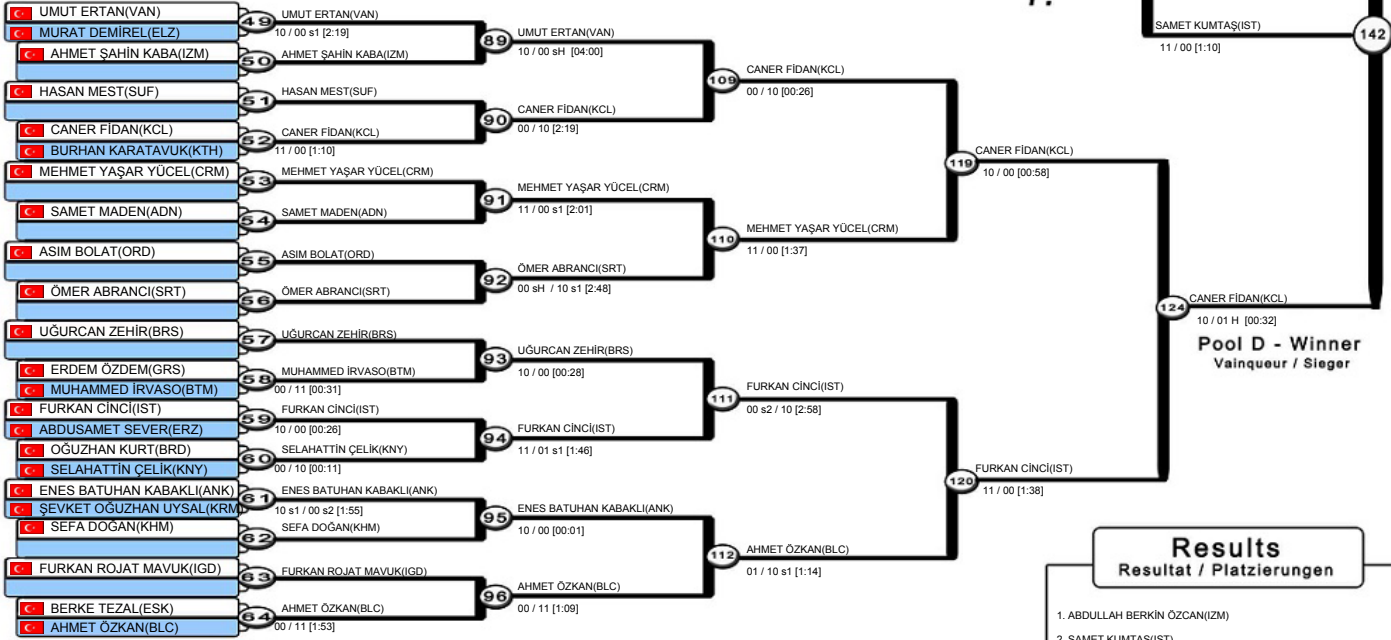 UMUT ERTAN(VAN)
MURAT DEMİREL(ELZ)
AHMET ŞAHİN KABA(IZM)
HASAN MEST(SUF)
CANER FİDAN(KCL)
BURHAN KARATAVUK(KTH)
MEHMET YAŞAR YÜCEL(CRM)
SAMET MADEN(ADN)
ASIM BOLAT(ORD)
ÖMER ABRANCI(SRT)
UĞURCAN ZEHİR(BRS)
ERDEM ÖZDEM(GRS)
MUHAMMED İRVASO(BTM)
FURKAN CİNCİ(IST)
ABDUSAMET SEVER(ERZ)
OĞUZHAN KURT(BRD)
SELAHATTİN ÇELİK(KNY)
ENES BATUHAN KABAKLI(ANK)
ŞEVKET OĞUZHAN UYSAL(KRM)
SEFA DOĞAN(KHM)
FURKAN ROJAT MAVUK(IGD)
BERKE TEZAL(ESK)
AHMET ÖZKAN(BLC)
49
UMUT ERTAN(VAN)
10 / 00 s1 [2:19]
50
AHMET ŞAHİN KABA(IZM)
51
HASAN MEST(SUF)
52
CANER FİDAN(KCL)
11 / 00 [1:10]
53
MEHMET YAŞAR YÜCEL(CRM)
54
SAMET MADEN(ADN)
55
ASIM BOLAT(ORD)
56
ÖMER ABRANCI(SRT)
57
UĞURCAN ZEHİR(BRS)
58
MUHAMMED İRVASO(BTM)
00 / 11 [00:31]
59
FURKAN CİNCİ(IST)
10 / 00 [00:26]
60
SELAHATTİN ÇELİK(KNY)
00 / 10 [00:11]
61
ENES BATUHAN KABAKLI(ANK)
10 s1 / 00 s2 [1:55]
62
SEFA DOĞAN(KHM)
63
FURKAN ROJAT MAVUK(IGD)
64
AHMET ÖZKAN(BLC)
00 / 11 [1:53]
89
UMUT ERTAN(VAN)
10 / 00 sH [04:00]
90
CANER FİDAN(KCL)
00 / 10 [2:19]
91
MEHMET YAŞAR YÜCEL(CRM)
11 / 00 s1 [2:01]
92
ÖMER ABRANCI(SRT)
00 sH / 10 s1 [2:48]
93
UĞURCAN ZEHİR(BRS)
10 / 00 [00:28]
94
FURKAN CİNCİ(IST)
11 / 01 s1 [1:46]
95
ENES BATUHAN KABAKLI(ANK)
10 / 00 [00:01]
96
AHMET ÖZKAN(BLC)
00 / 11 [1:09]
109
CANER FİDAN(KCL)
00 / 10 [00:26]
110
MEHMET YAŞAR YÜCEL(CRM)
11 / 00 [1:37]
111
FURKAN CİNCİ(IST)
00 s2 / 10 [2:58]
112
AHMET ÖZKAN(BLC)
01 / 10 s1 [1:14]
119
CANER FİDAN(KCL)
10 / 00 [00:58]
120
FURKAN CİNCİ(IST)
11 / 00 [1:38]
SAMET KUMTAŞ(IST)
11 / 00 [1:10]
142
124
CANER FİDAN(KCL)
10 / 01 H [00:32]
Pool D - Winner
Vainqueur / Sieger
Results
Resultat / Platzierungen
1. ABDULLAH BERKİN ÖZCAN(IZM)
2. SAMET KUMTAŞ(IST)